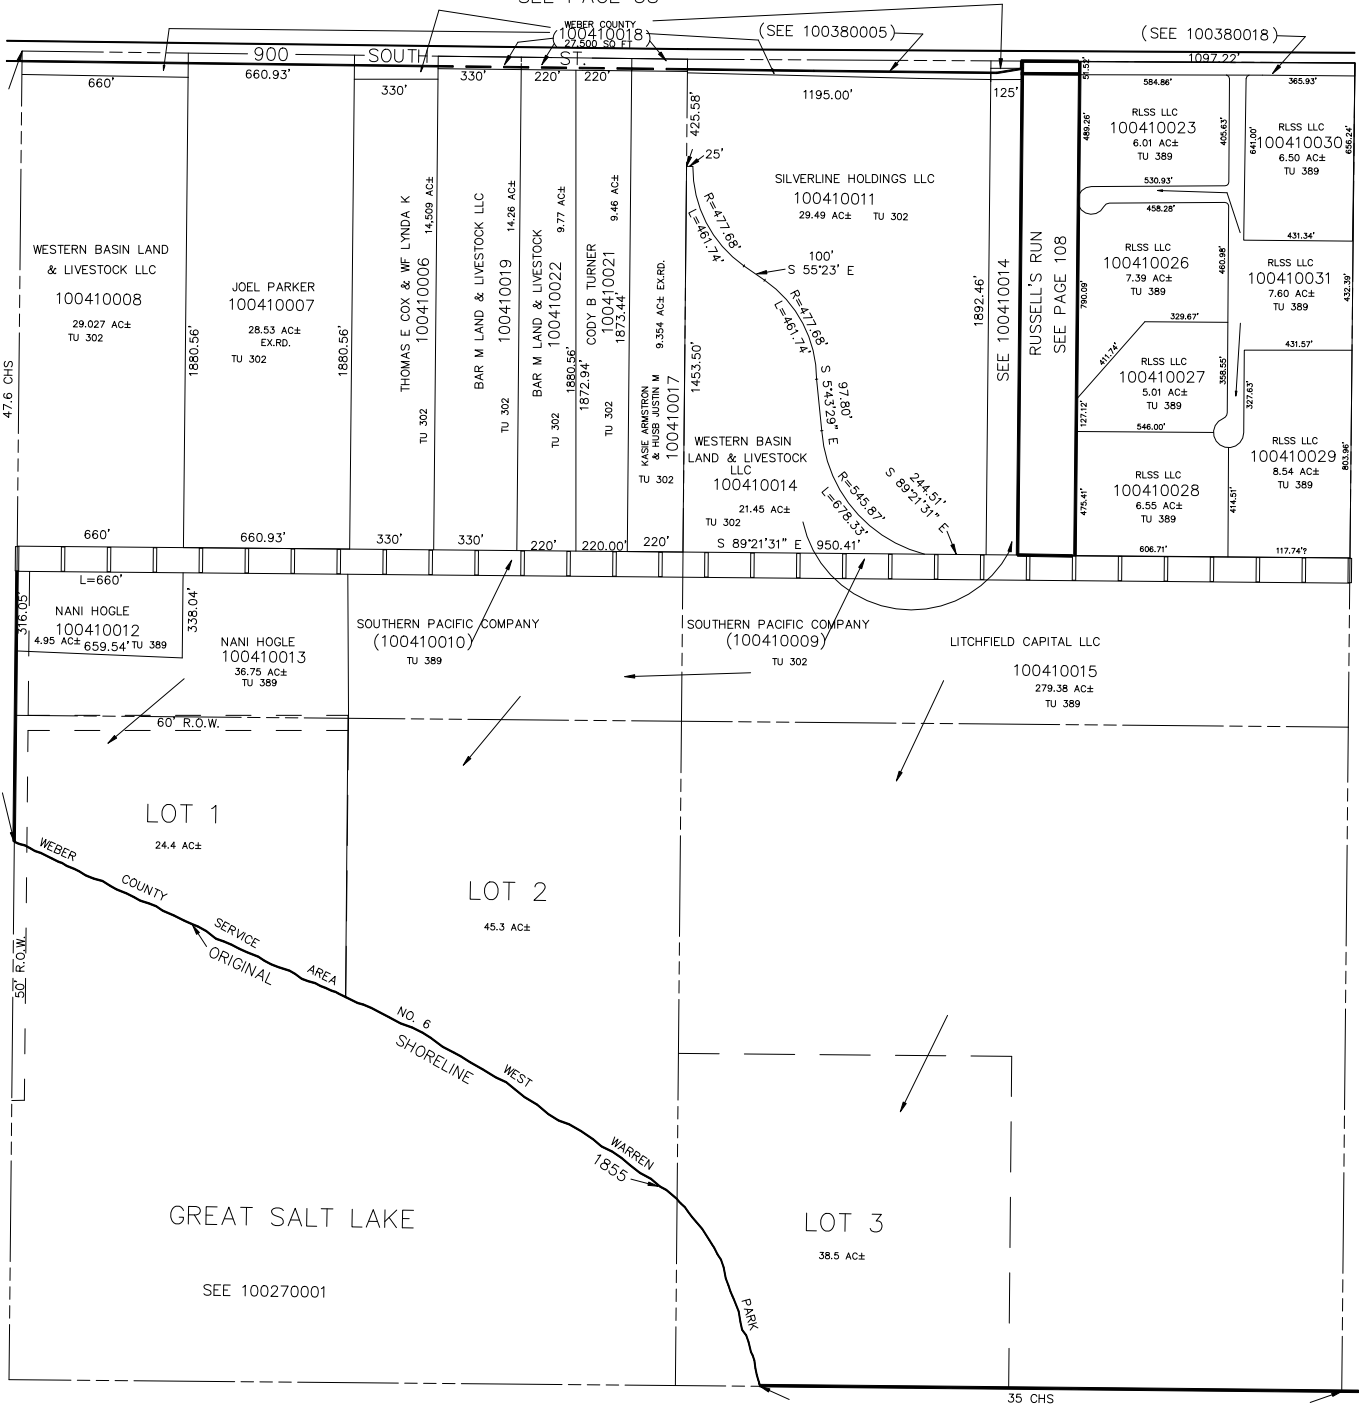 WEBER COUNTY
(100410018)
27,500 SQ FT
(SEE 100380005)
(SEE 100380018)
900 SOUTH ST.
1097.22'
51.52'
660'
660.93'
330'
330'
220'
220'
1195.00'
125'
584.86'
365.93'
425.58'
25'
47.6 CHS
WESTERN BASIN LAND
& LIVESTOCK LLC
100410008
29.027 AC±
TU 302
1880.56'
JOEL PARKER
100410007
28.53 AC±
EX.RD.
TU 302
1880.56'
THOMAS E COX & WF LYNDA K
100410006
14,509 AC±
TU 302
BAR M LAND & LIVESTOCK LLC
100410019
14.26 AC±
TU 302
BAR M LAND & LIVESTOCK
100410022
9.77 AC±
TU 302
1880.56'
1872.94'
CODY B TURNER
100410021
1873.44'
9.46 AC±
TU 302
KASIE ARMSTRON
& HUSB JUSTIN M
100410017
9.354 AC± EX.RD.
TU 302
1453.50'
SILVERLINE HOLDINGS LLC
100410011
29.49 AC± TU 302
R=477.68'
L=461.74'
100'
S 55°23' E
R=477.68'
L=461.74'
97.80'
S 5°43'29" E
R=545.87'
L=678.33'
244.51'
S 89°21'31" E
WESTERN BASIN
LAND & LIVESTOCK
LLC
100410014
21.45 AC±
TU 302
S 89°21'31" E 950.41'
1892.46'
SEE 100410014
RUSSELL'S RUN
SEE PAGE 108
489.26'
RLSS LLC
100410023
6.01 AC±
TU 389
405.63'
530.93'
641.00'
RLSS LLC
100410030
6.50 AC±
TU 389
656.24'
458.28'
431.34'
790.09'
RLSS LLC
100410026
7.39 AC±
TU 389
460.98'
329.67'
RLSS LLC
100410031
7.60 AC±
TU 389
432.39'
431.57'
411.74'
RLSS LLC
100410027
5.01 AC±
TU 389
358.55'
327.63'
127.12'
546.00'
RLSS LLC
100410029
8.54 AC±
TU 389
803.96'
475.41'
RLSS LLC
100410028
6.55 AC±
TU 389
414.51'
606.71'
117.74'?
660'
660.93'
330'
330'
220'
220.00'
220'
L=660'
316.05'
NANI HOGLE
100410012
4.95 AC±
659.54'
TU 389
338.04'
NANI HOGLE
100410013
36.75 AC±
TU 389
SOUTHERN PACIFIC COMPANY
(100410010)
TU 389
SOUTHERN PACIFIC COMPANY
(100410009)
TU 302
LITCHFIELD CAPITAL LLC
100410015
279.38 AC±
TU 389
60' R.O.W.
LOT 1
24.4 AC±
LOT 2
45.3 AC±
50' R.O.W.
WEBER COUNTY SERVICE AREA NO. 6 WEST WARREN PARK
ORIGINAL SHORELINE 1855
GREAT SALT LAKE
SEE 100270001
LOT 3
38.5 AC±
35 CHS